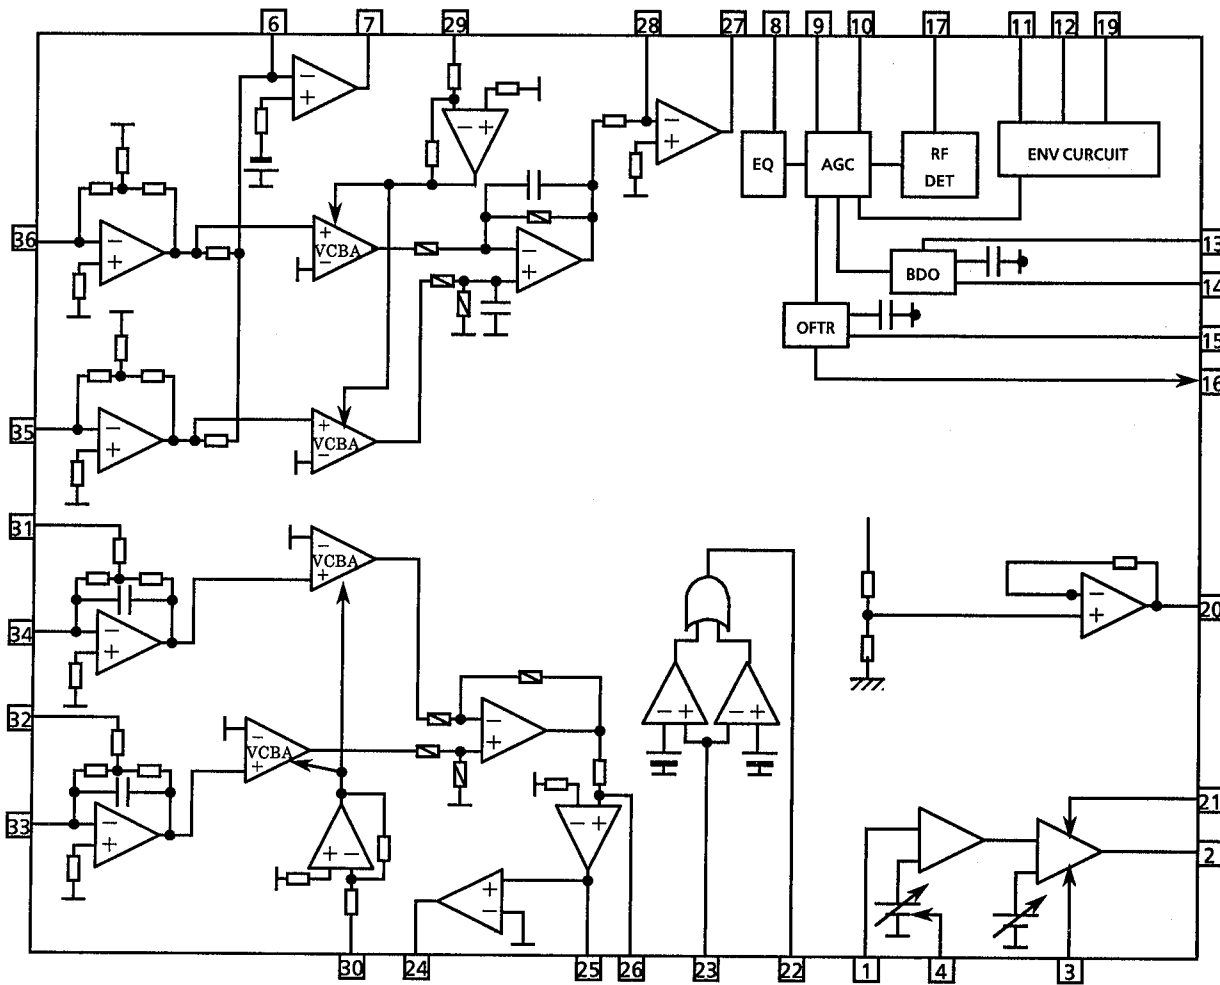 6 7 29 28 27 8 9 10 17 11 12 19
− + − + − +
EQ AGC RF DET ENV CURCUIT
36 − + + VCBA − − +
13
BDO
14
OFTR
15
16
35 − + + VCBA −
31 − VCBA +
34 − + − +
20
− + − +
32 − VCBA + − +
33 − + − +
21
+ −
2
+ −
30 24 25 26 23 22 1 4 3